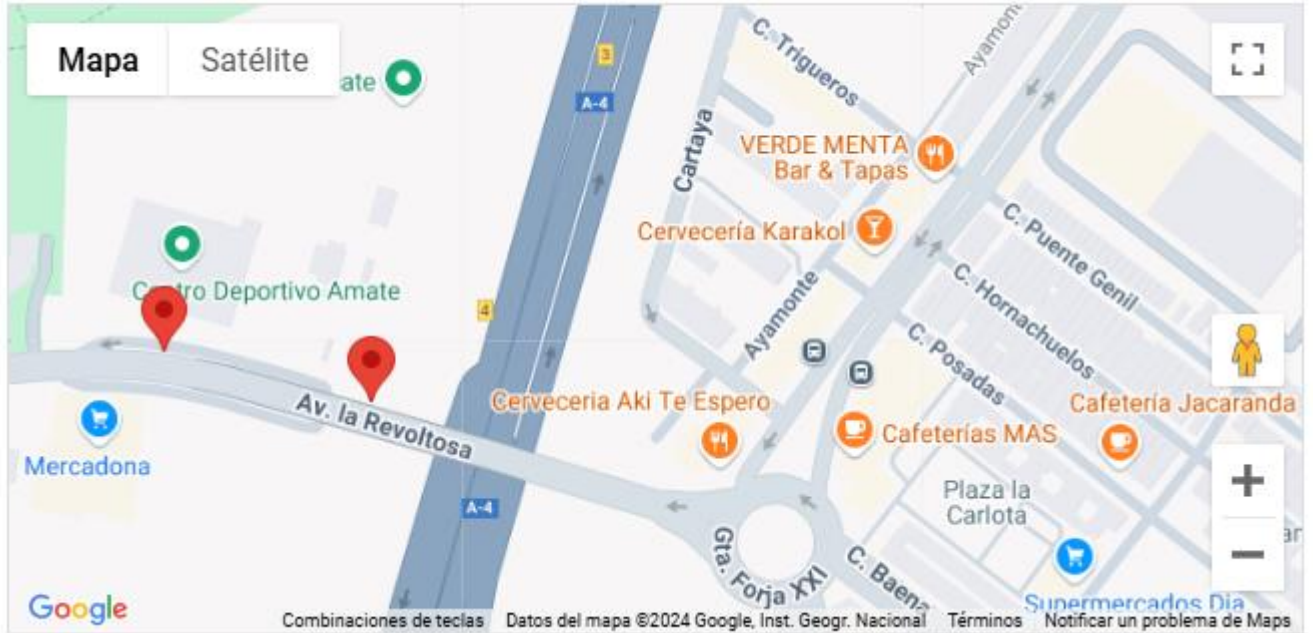 Mapa
Satélite
ate
3
A-4
C. Trigueros
Ayamonte
Cartaya
VERDE MENTA
Bar & Tapas
Cervecería Karakol
C. Puente Genil
Centro Deportivo Amate
C. Hornachuelos
4
Ayamonte
C. Posadas
Av. la Revoltosa
Cerveceria Aki Te Espero
Cafetería Jacaranda
Cafeterías MAS
Mercadona
Plaza la
Carlota
A-4
Gta. Forja XXI
C. Baena
Supermercados Dia
Google
Combinaciones de teclas
Datos del mapa ©2024 Google, Inst. Geogr. Nacional
Términos
Notificar un problema de Maps